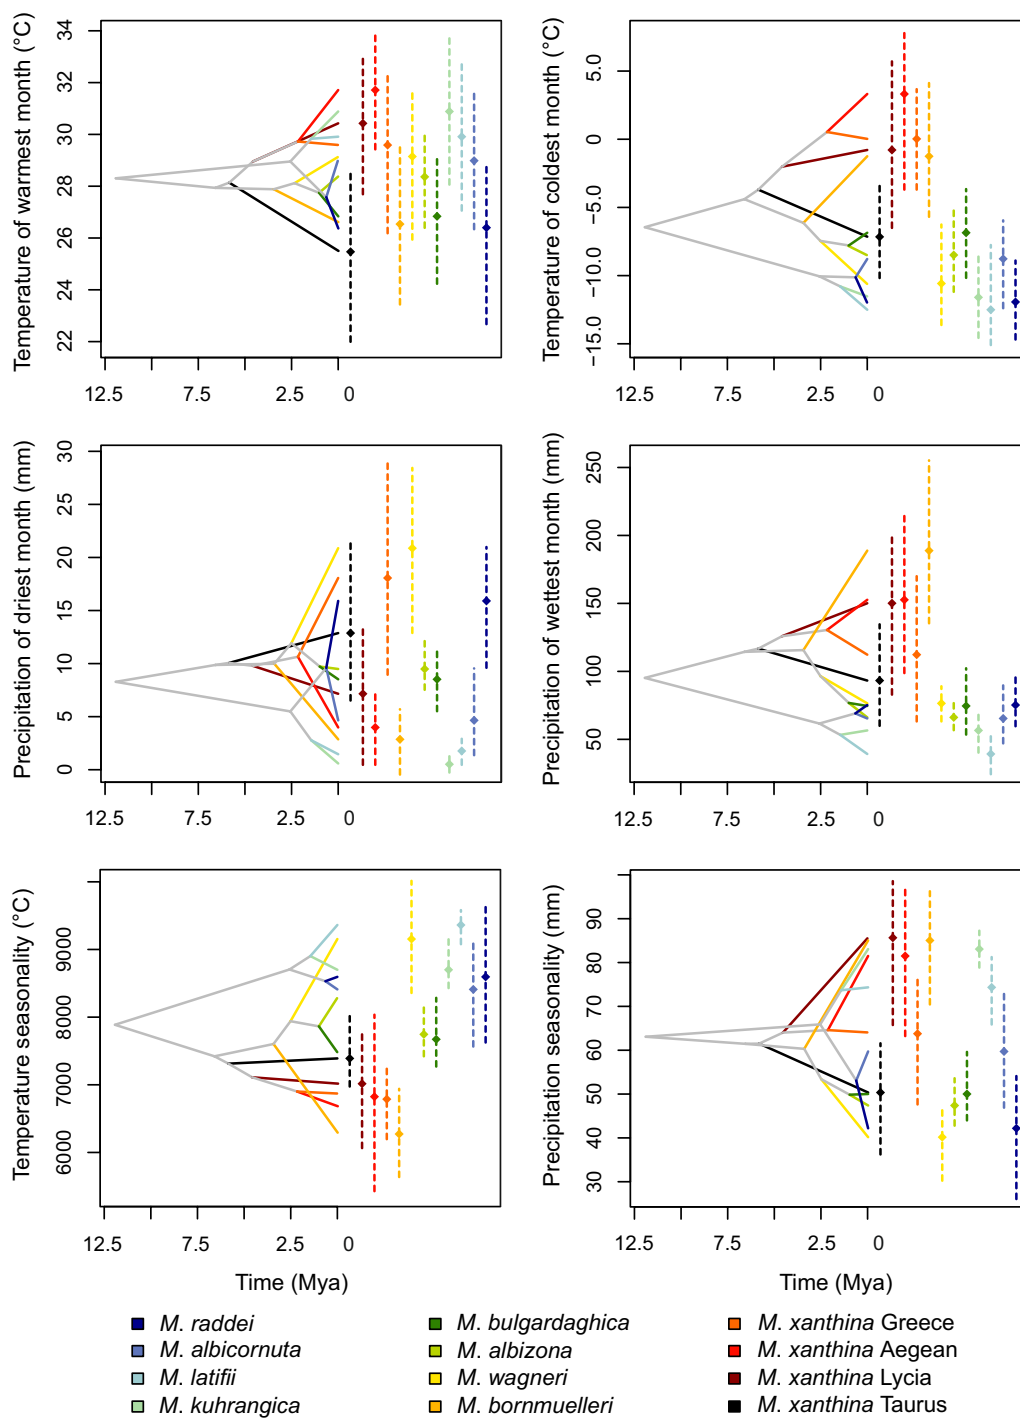 Temperature of warmest month (°C)
34
32
30
28
26
24
22
12.5 7.5 2.5 0
Temperature of coldest month (°C)
5.0
0
−5.0
−10.0
−15.0
12.5 7.5 2.5 0
Precipitation of driest month (mm)
30
25
20
15
10
5
0
12.5 7.5 2.5 0
Precipitation of wettest month (mm)
250
200
150
100
50
12.5 7.5 2.5 0
Temperature seasonality (°C)
9000
8000
7000
6000
12.5 7.5 2.5 0
Time (Mya)
Precipitation seasonality (mm)
90
80
70
60
50
40
30
12.5 7.5 2.5 0
Time (Mya)
M. raddei
M. albicornuta
M. latifii
M. kuhrangica
M. bulgardaghica
M. albizona
M. wagneri
M. bornmuelleri
M. xanthina Greece
M. xanthina Aegean
M. xanthina Lycia
M. xanthina Taurus